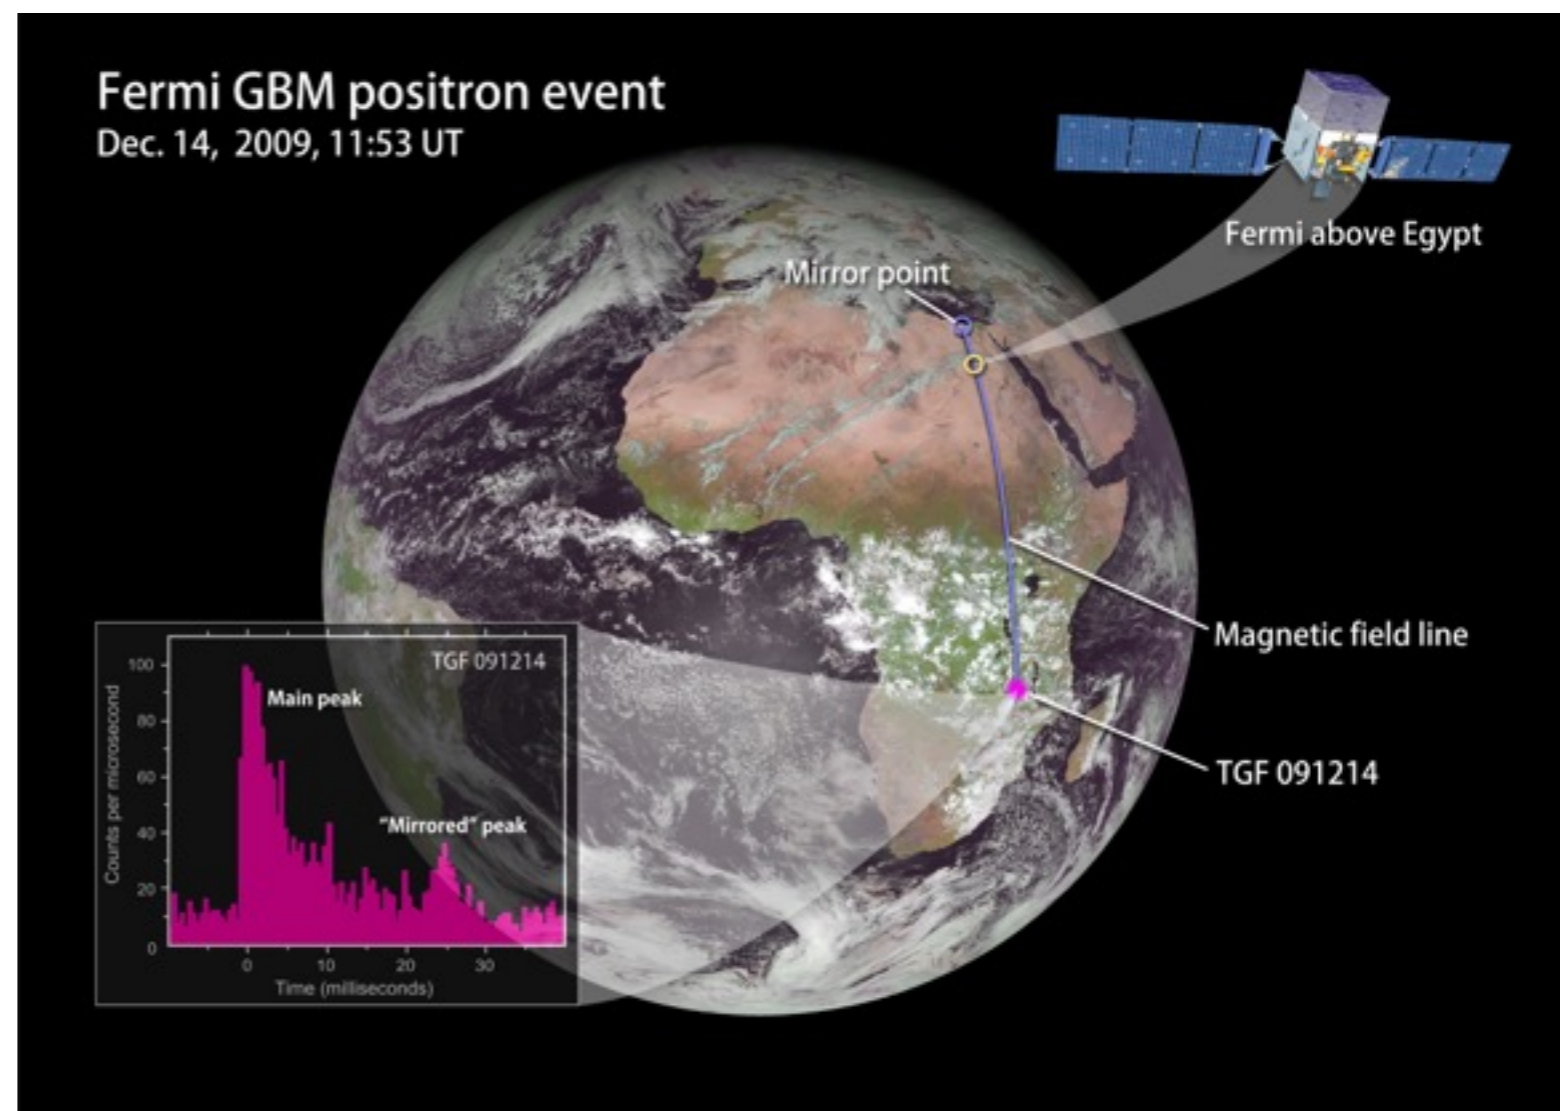 Fermi GBM positron event
Dec. 14, 2009, 11:53 UT
Fermi above Egypt
Mirror point
Magnetic field line
TGF 091214
TGF 091214
Main peak
“Mirrored” peak
Counts per microsecond
100
80
60
40
20
0
0 10 20 30
Time (milliseconds)